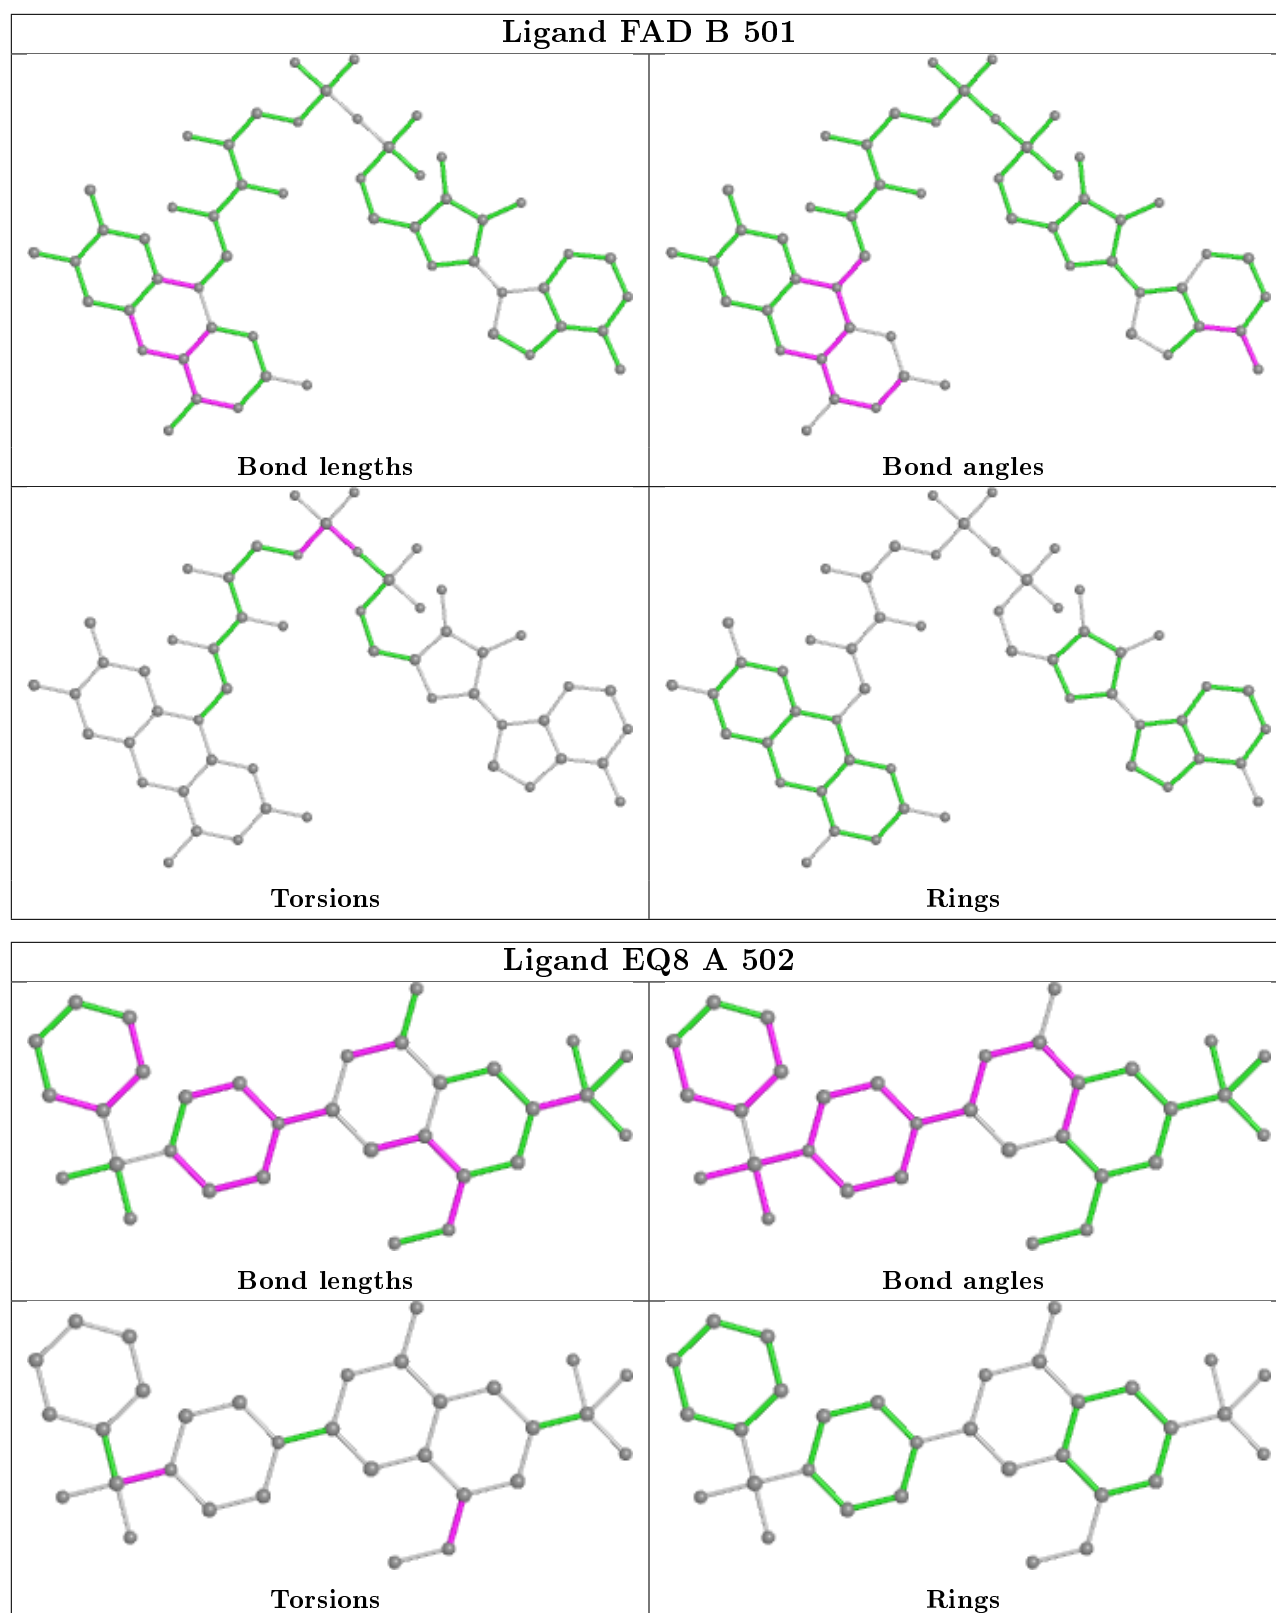 Ligand FAD B 501
Bond lengths
Bond angles
Torsions
Rings
Ligand EQ8 A 502
Bond lengths
Bond angles
Torsions
Rings